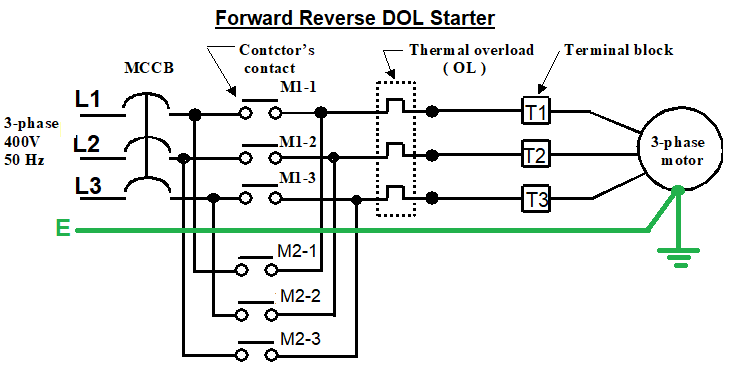 Forward Reverse DOL Starter
Contctor's
contact
Thermal overload
( OL )
Terminal block
MCCB
3-phase
400V
50 Hz
L1
L2
L3
E
M1-1
M1-2
M1-3
M2-1
M2-2
M2-3
T1
T2
T3
3-phase
motor